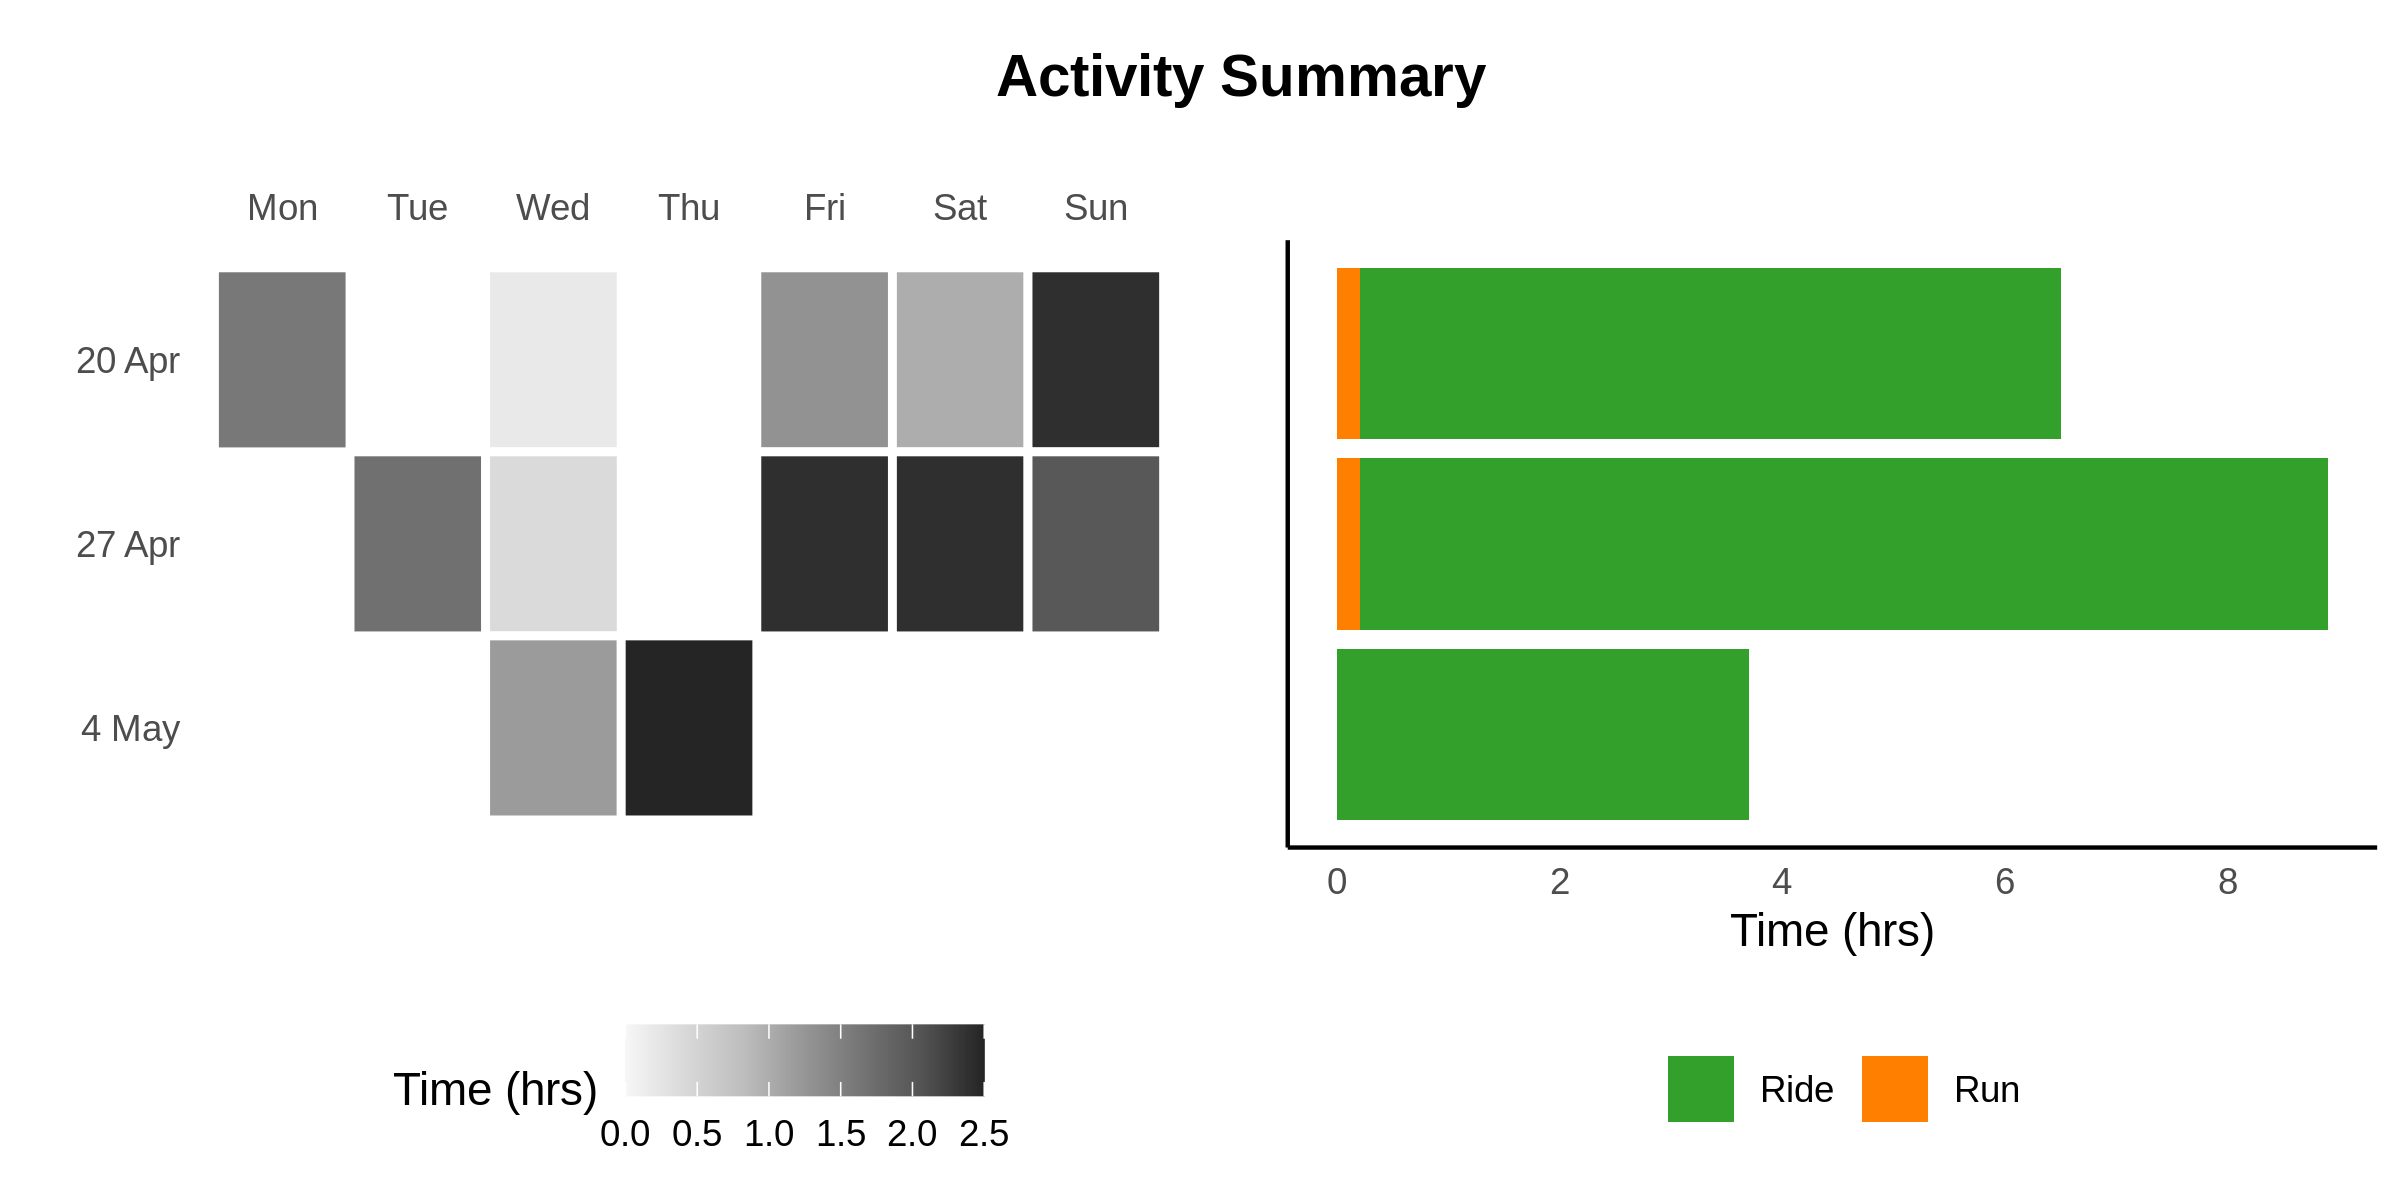 Activity Summary
Mon Tue Wed Thu Fri Sat Sun
20 Apr
27 Apr
4 May
0 2 4 6 8
Time (hrs)
Time (hrs)
0.0 0.5 1.0 1.5 2.0 2.5
Ride Run